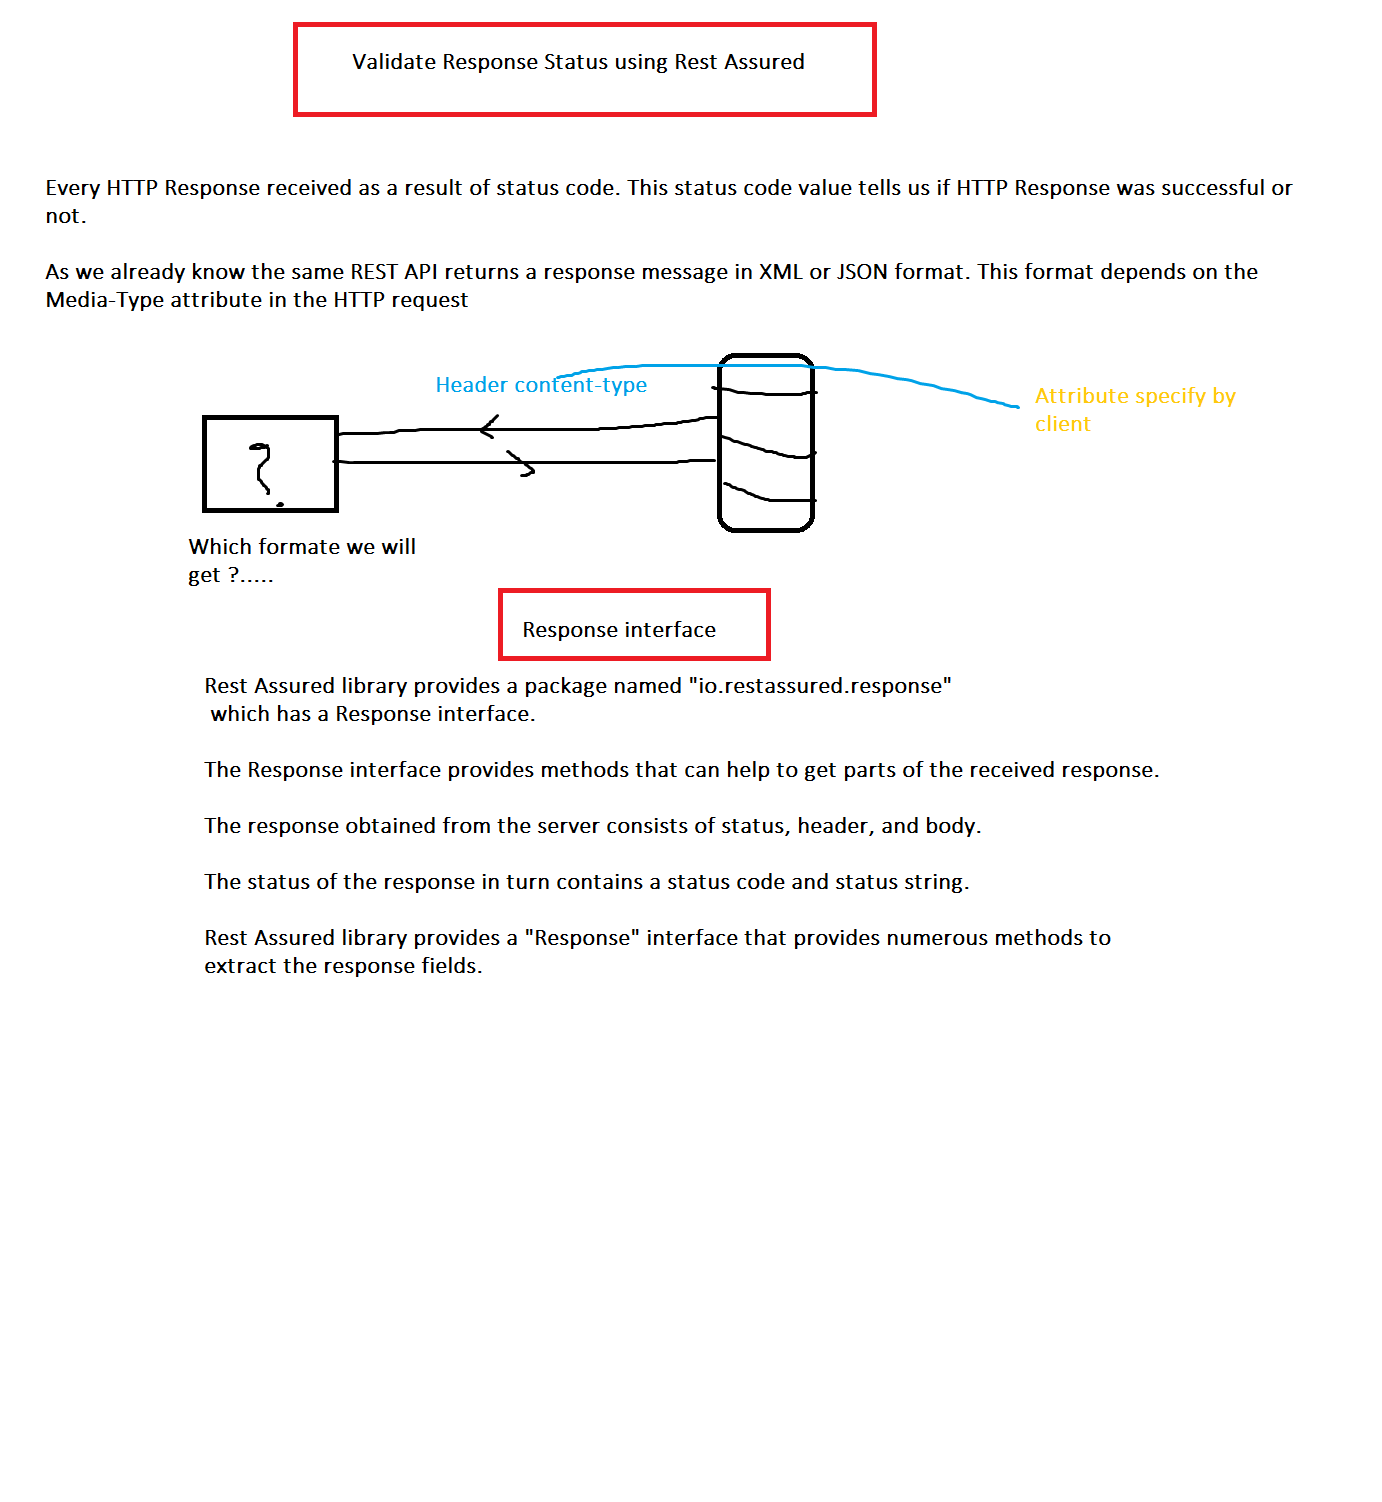 Validate Response Status using Rest Assured
Every HTTP Response received as a result of status code. This status code value tells us if HTTP Response was successful or
not.
As we already know the same REST API returns a response message in XML or JSON format. This format depends on the
Media-Type attribute in the HTTP request
Header content-type
Attribute specify by
client
?
Which formate we will
get ?.....
Response interface
Rest Assured library provides a package named "io.restassured.response"
which has a Response interface.
The Response interface provides methods that can help to get parts of the received response.
The response obtained from the server consists of status, header, and body.
The status of the response in turn contains a status code and status string.
Rest Assured library provides a "Response" interface that provides numerous methods to
extract the response fields.